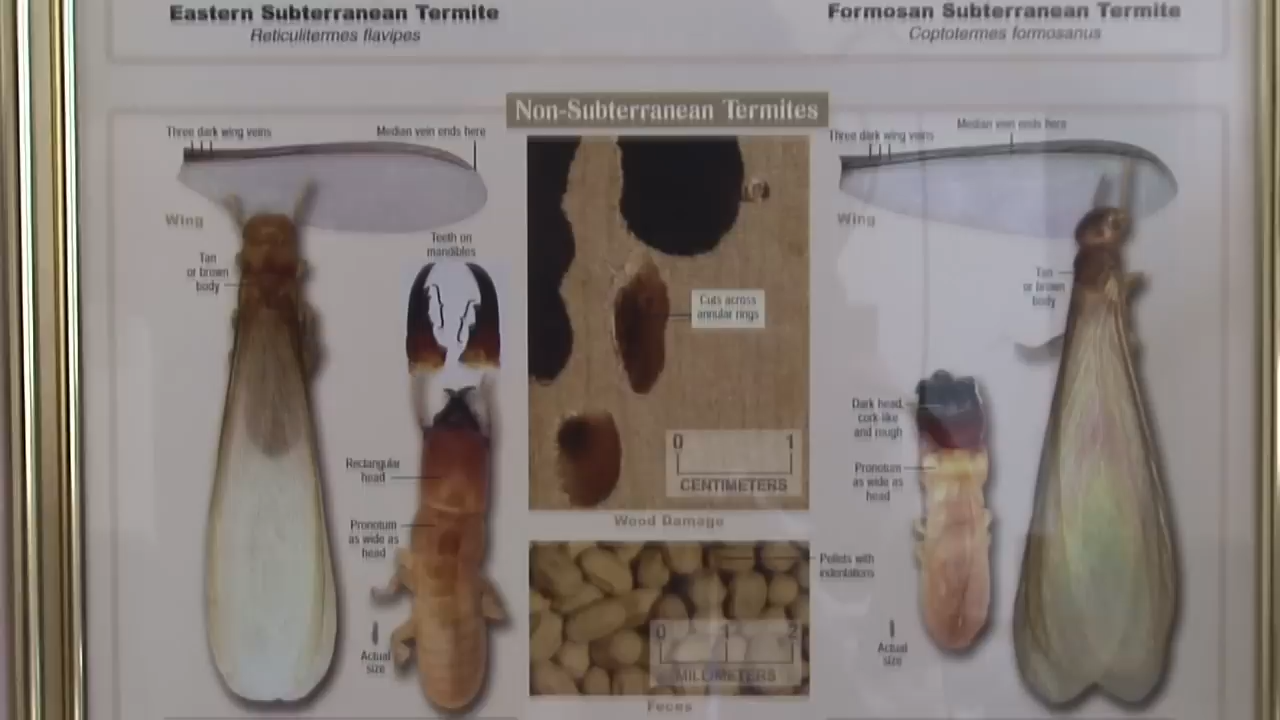 Eastern Subterranean Termite
Reticulitermes flavipes
Formosan Subterranean Termite
Coptotermes formosanus
Non-Subterranean Termites
Three dark wing veins
Median vein ends here
Wing
Tan
or brown
body
Teeth on
mandibles
Rectangular
head
Pronotum
as wide as
head
Actual
size
Cuts across
annular rings
0 1
CENTIMETERS
Wood Damage
Pellets with
indentations
0 1 2
MILLIMETERS
Feces
Three dark wing veins
Median vein ends here
Wing
Tan
or brown
body
Dark head,
cork-like
and rough
Pronotum
as wide as
head
Actual
size